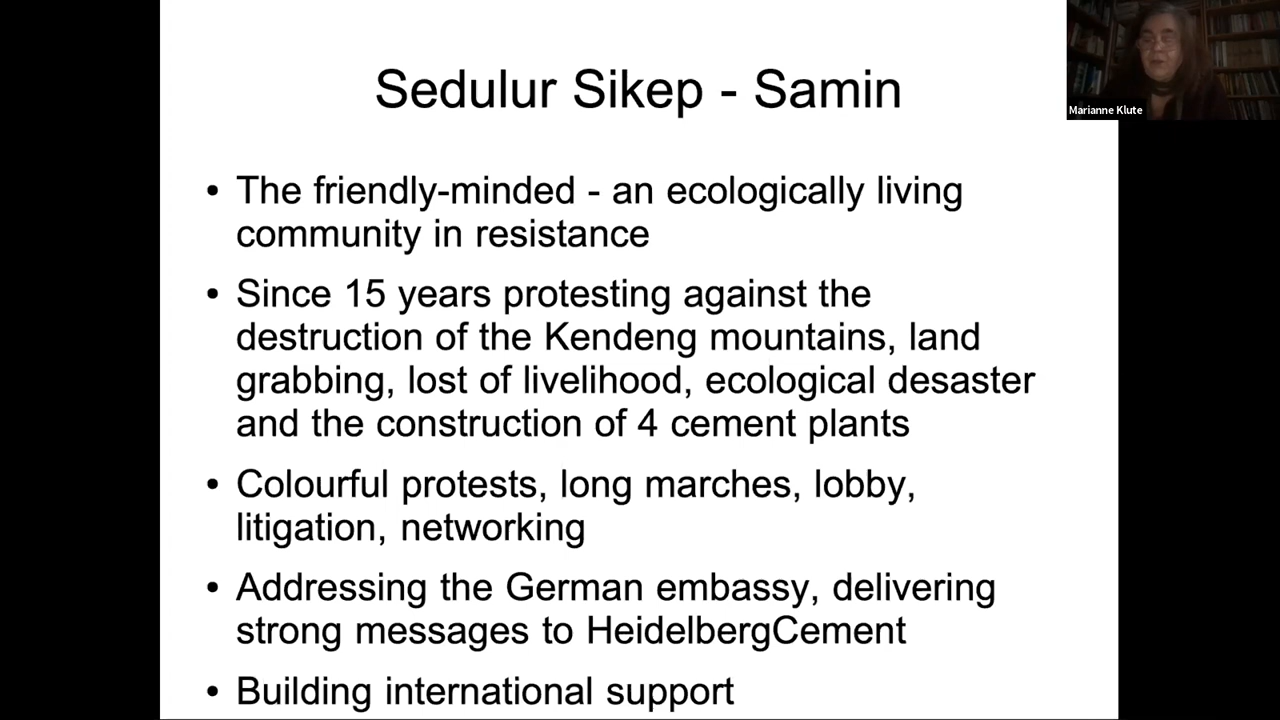 Sedulur Sikep - Samin
Marianne Klute
• The friendly-minded - an ecologically living
community in resistance
• Since 15 years protesting against the
destruction of the Kendeng mountains, land
grabbing, lost of livelihood, ecological desaster
and the construction of 4 cement plants
• Colourful protests, long marches, lobby,
litigation, networking
• Addressing the German embassy, delivering
strong messages to HeidelbergCement
• Building international support